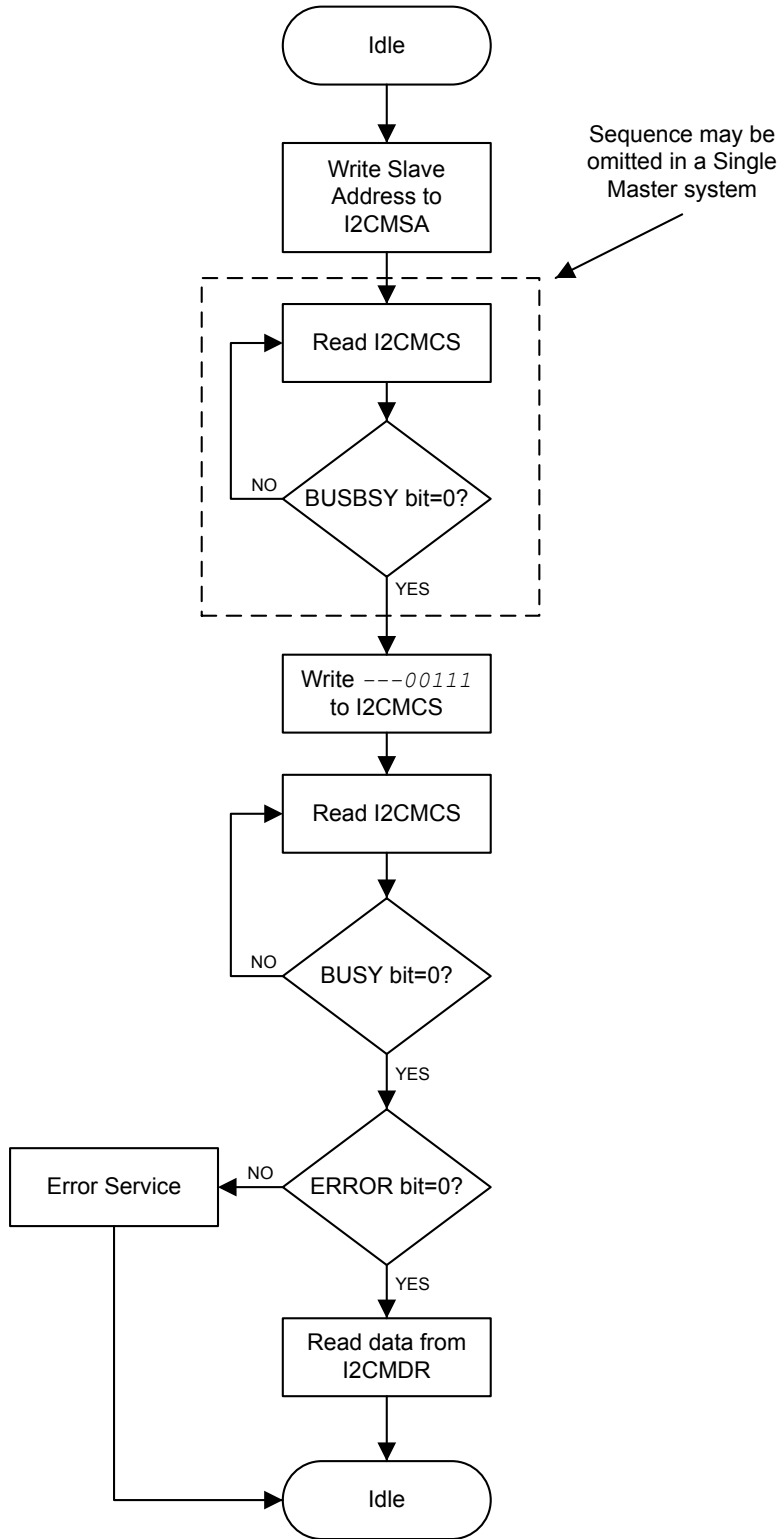 Idle
Sequence may be
omitted in a Single
Master system
Write Slave
Address to
I2CMSA
Read I2CMCS
NO
BUSBSY bit=0?
YES
Write ---00111
to I2CMCS
Read I2CMCS
NO
BUSY bit=0?
YES
Error Service
NO
ERROR bit=0?
YES
Read data from
I2CMDR
Idle